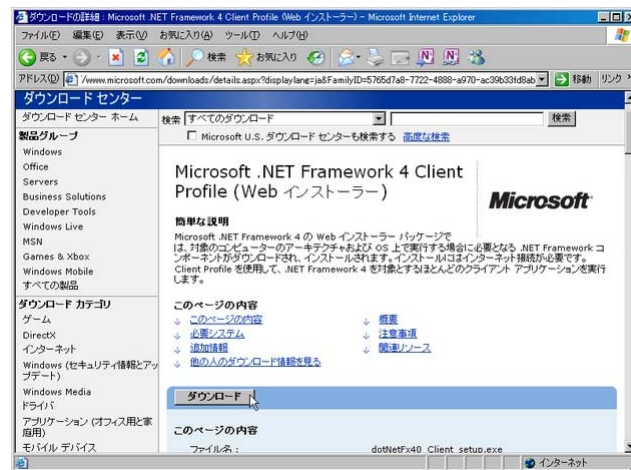 ダウンロードの詳細 : Microsoft .NET Framework 4 Client Profile (Web インストーラー) - Microsoft Internet Explorer
ファイル(F) 編集(E) 表示(V) お気に入り(A) ツール(T) ヘルプ(H)
戻る 検索 お気に入り
アドレス(D) /www.microsoft.com/downloads/details.aspx?displaylang=ja&FamilyID=5765d7a8-7722-4888-a970-ac39b33fd8ab 移動 リンク »
ダウンロード センター
ダウンロード センター ホーム
検索 すべてのダウンロード 検索
Microsoft U.S. ダウンロード センターも検索する 高度な検索
製品グループ
Windows
Office
Servers
Business Solutions
Developer Tools
Windows Live
MSN
Games & Xbox
Windows Mobile
すべての製品
ダウンロード カテゴリ
ゲーム
DirectX
インターネット
Windows (セキュリティ情報とアッ
プデート)
Windows Media
ドライバ
アプリケーション (オフィス用と家
庭用)
モバイル デバイス
Microsoft .NET Framework 4 Client
Profile (Web インストーラー)
Microsoft
簡単な説明
Microsoft .NET Framework 4 の Web インストーラー パッケージで
は、対象のコンピューターのアーキテクチャおよび OS 上で実行する場合に必要となる .NET Framework コ
ンポーネントがダウンロードされ、インストールされます。インストールにはインターネット接続が必要です。
Client Profile を使用して、.NET Framework 4 を対象とするほとんどのクライアント アプリケーションを実行
します。
このページの内容
このページの内容 概要
必要システム 注意事項
追加情報 関連リソース
他の人のダウンロード情報を見る
ダウンロード
このページの内容
ファイル名 : dotNetFx40_Client_setup.exe
インターネット